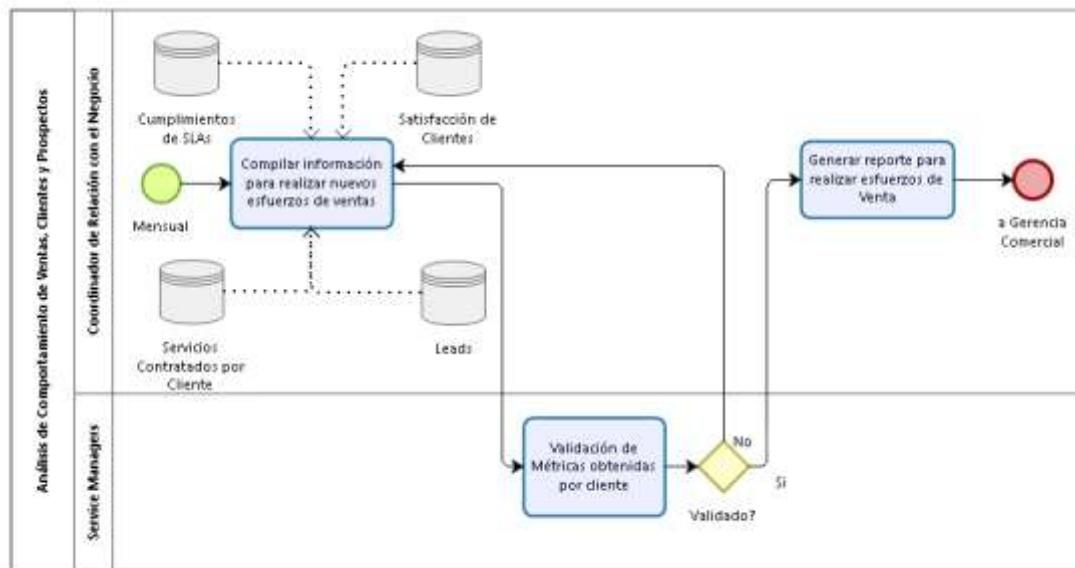 Análisis de Comportamiento de Ventas, Clientes y Prospectos
Coordinador de Relación con el Negocio
Cumplimientos
de SLAs
Satisfacción de
Clientes
Compilar información
para realizar nuevos
esfuerzos de ventas
Generar reporte para
realizar esfuerzos de
Venta
Mensual
a Gerencia
Comercial
Servicios
Contratados por
Cliente
Leads
Service Managers
Validación de
Métricas obtenidas
por cliente
No
Si
Validado?